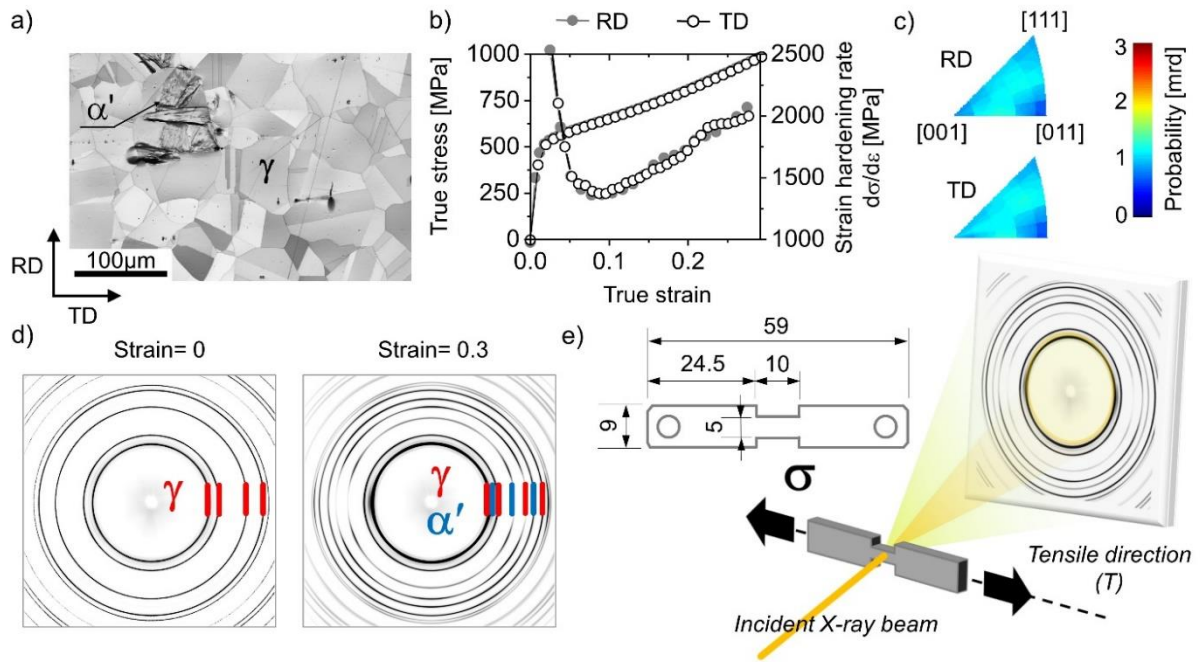 a)
α'
γ
RD
100µm
TD
b)
RD
TD
True stress [MPa]
1000
750
500
250
0
2500
2000
1500
1000
Strain hardening rate
dσ/dε [MPa]
0.0
0.1
0.2
True strain
c)
[111]
RD
[001]
[011]
TD
3
2
1
0
Probability [mrd]
d)
Strain= 0
γ
Strain= 0.3
γ
α'
e)
59
24.5
10
9
5
σ
Tensile direction
(T)
Incident X-ray beam